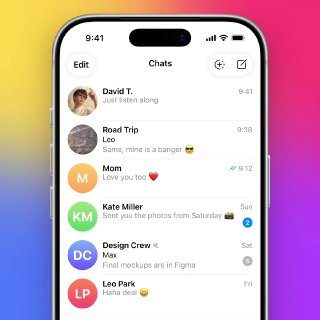 9:41
Edit
Chats
David T.
9:41
Just listen along
Road Trip
9:38
Leo
Same, mine is a banger 😎
M
Mom
9:12
Love you too ❤️
KM
Kate Miller
Sun
Sent you the photos from Saturday 📸
2
DC
Design Crew
Sat
Max
Final mockups are in Figma
5
LP
Leo Park
Fri
Haha deal 😄